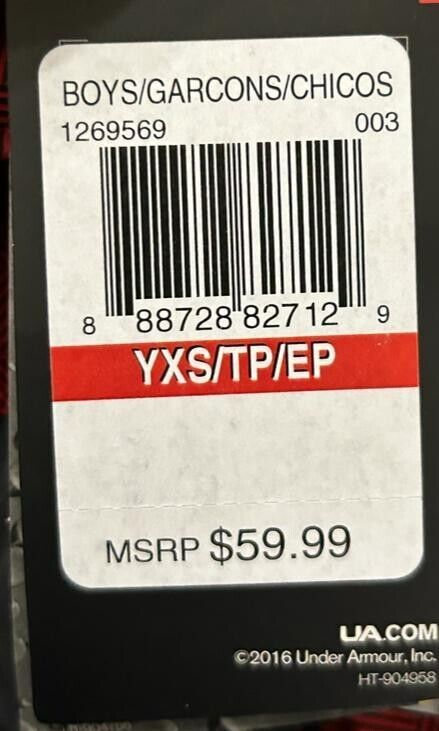 BOYS/GARCONS/CHICOS
1269569 003
8 88728 82712 9
YXS/TP/EP
MSRP $59.99
UA.COM
©2016 Under Armour, Inc.
HT-904958